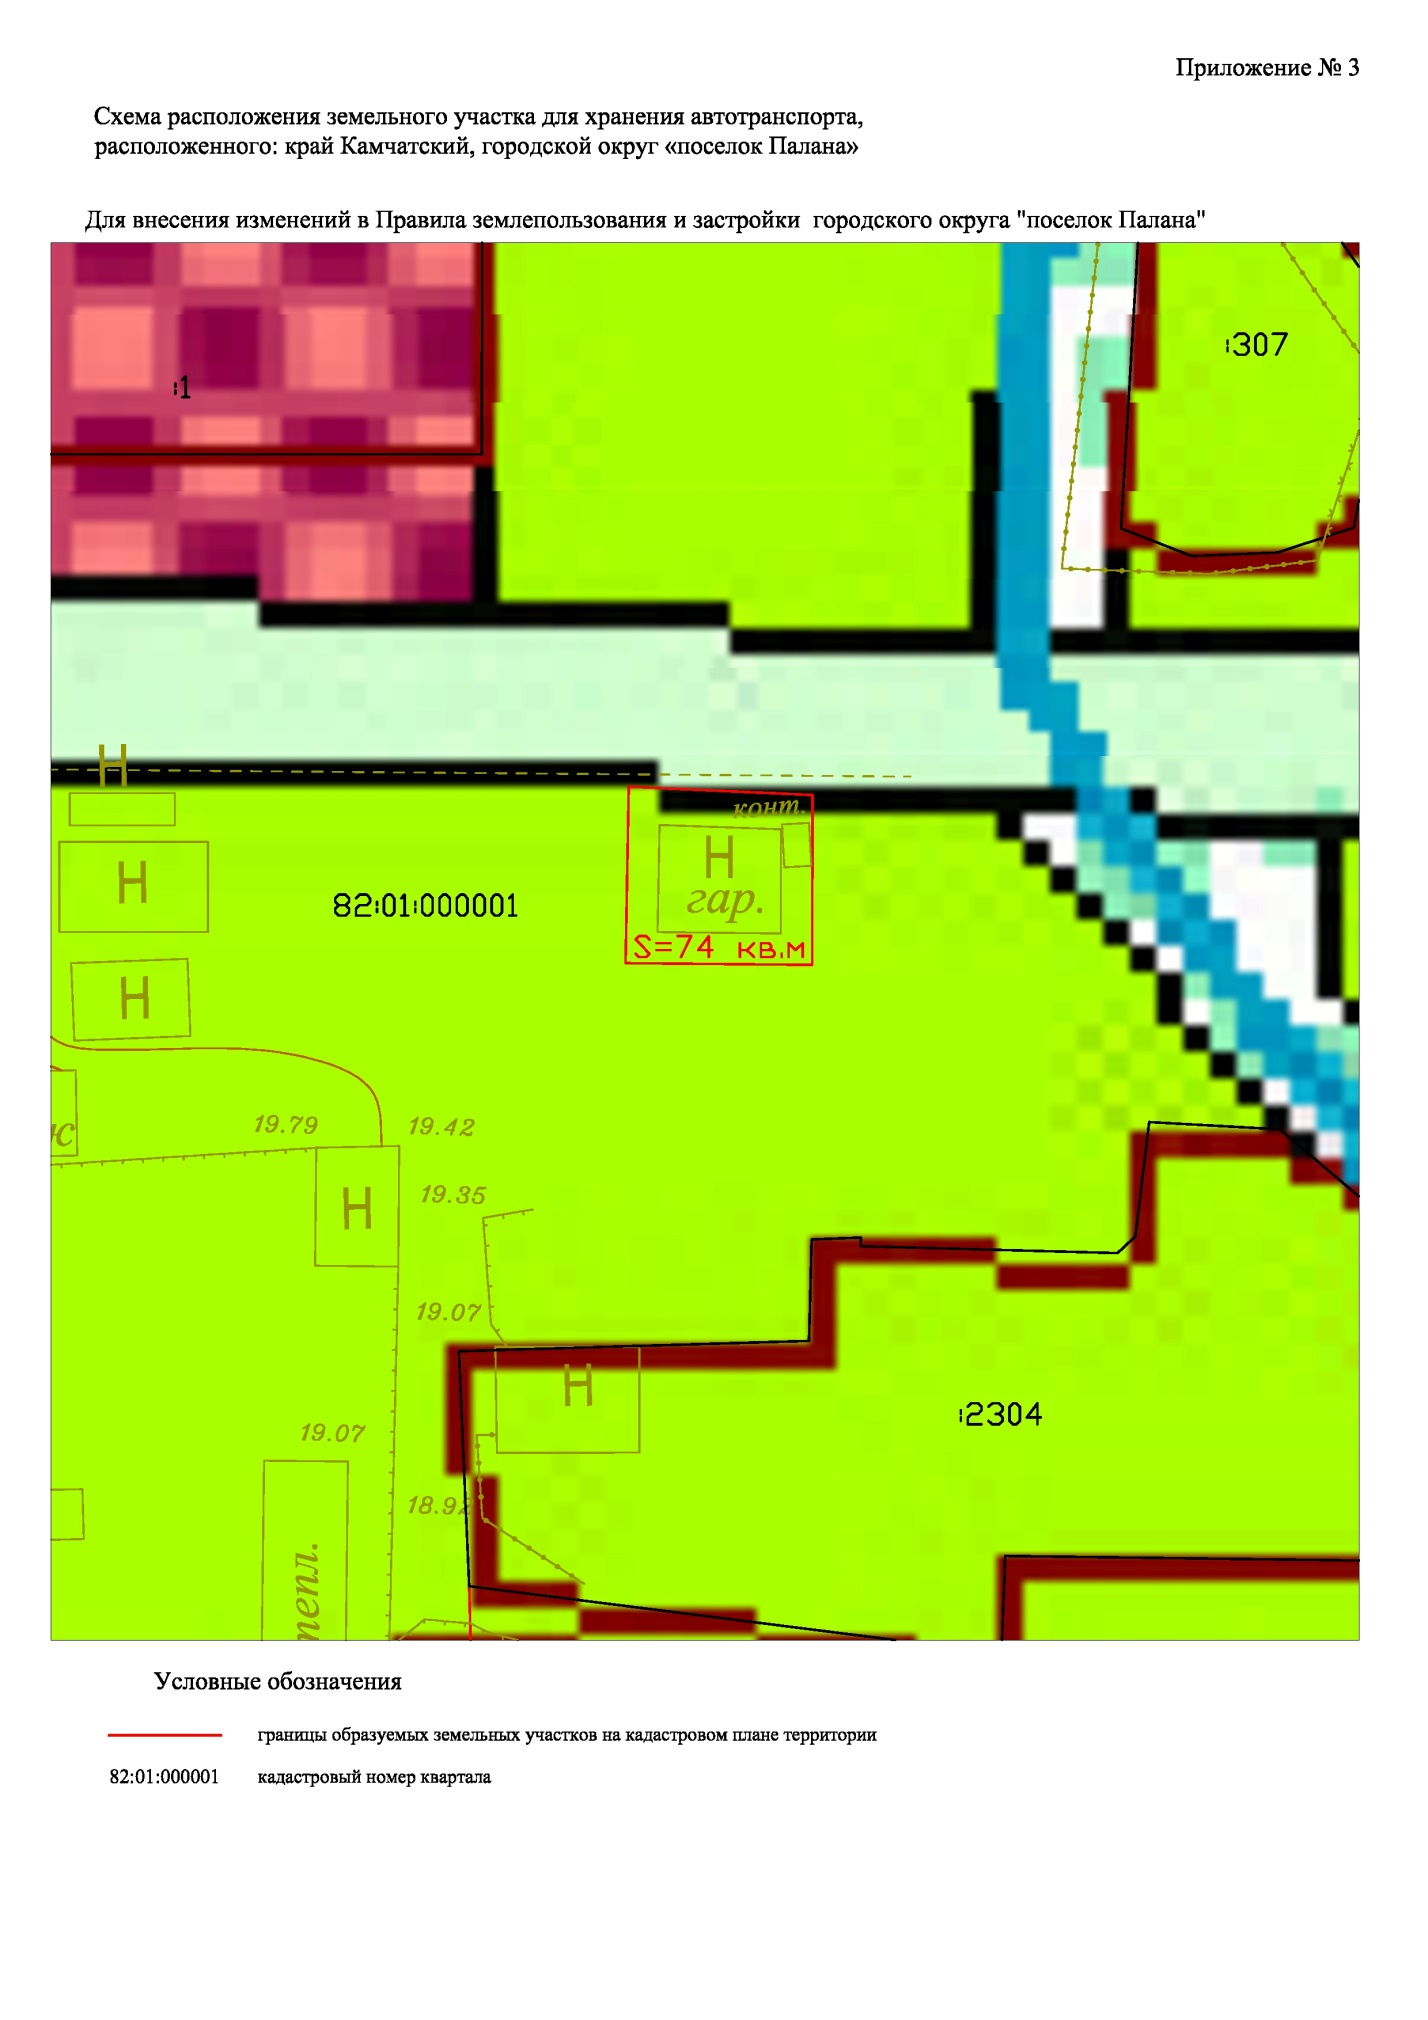 Приложение № 3
Схема расположения земельного участка для хранения автотранспорта,
расположенного: край Камчатский, городской округ «поселок Палана»
Для внесения изменений в Правила землепользования и застройки городского округа "поселок Палана"
:307
:1
Н
конт.
Н
Н
гар.
82:01:000001
S=74 кв.м
Н
19.79
19.42
ж
19.35
Н
19.07
Н
:2304
19.07
18.92
тепл.
Условные обозначения
границы образуемых земельных участков на кадастровом плане территории
82:01:000001 кадастровый номер квартала